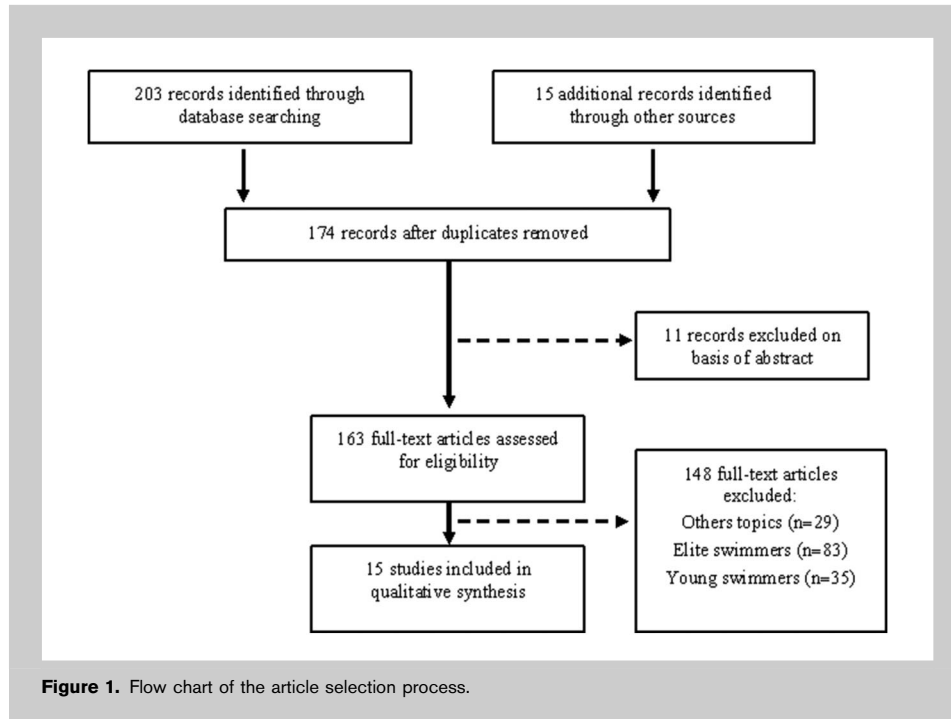 203 records identified through
database searching
15 additional records identified
through other sources
174 records after duplicates removed
11 records excluded on
basis of abstract
163 full-text articles assessed
for eligibility
148 full-text articles
excluded:
Others topics (n=29)
Elite swimmers (n=83)
Young swimmers (n=35)
15 studies included in
qualitative synthesis
Figure 1. Flow chart of the article selection process.